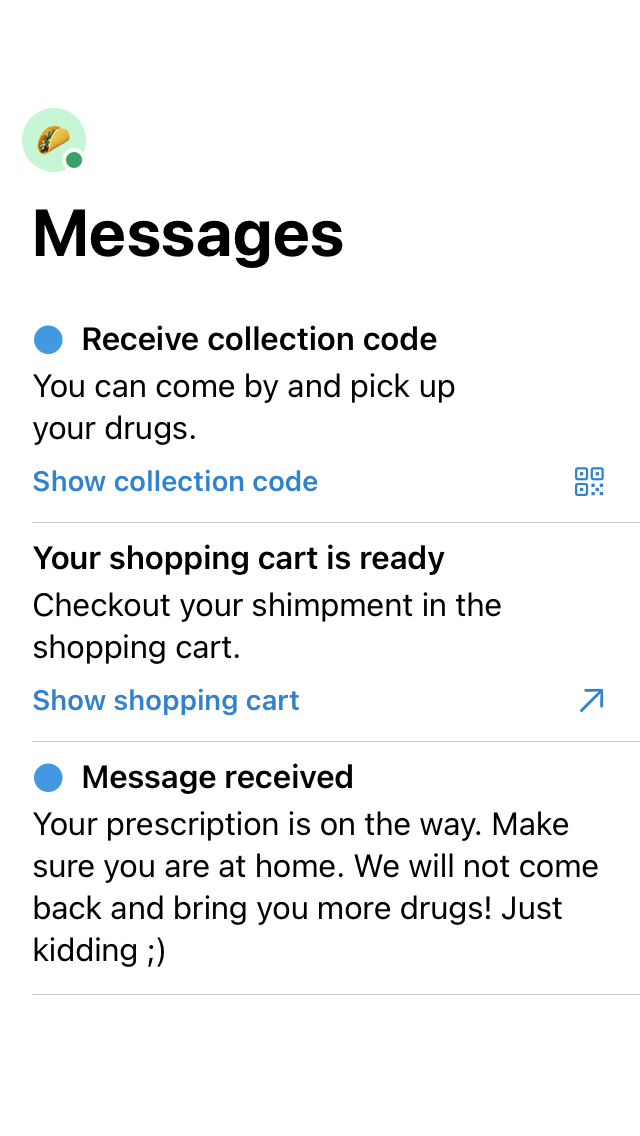 Messages
Receive collection code
You can come by and pick up
your drugs.
Show collection code
Your shopping cart is ready
Checkout your shimpment in the
shopping cart.
Show shopping cart
Message received
Your prescription is on the way. Make
sure you are at home. We will not come
back and bring you more drugs! Just
kidding ;)